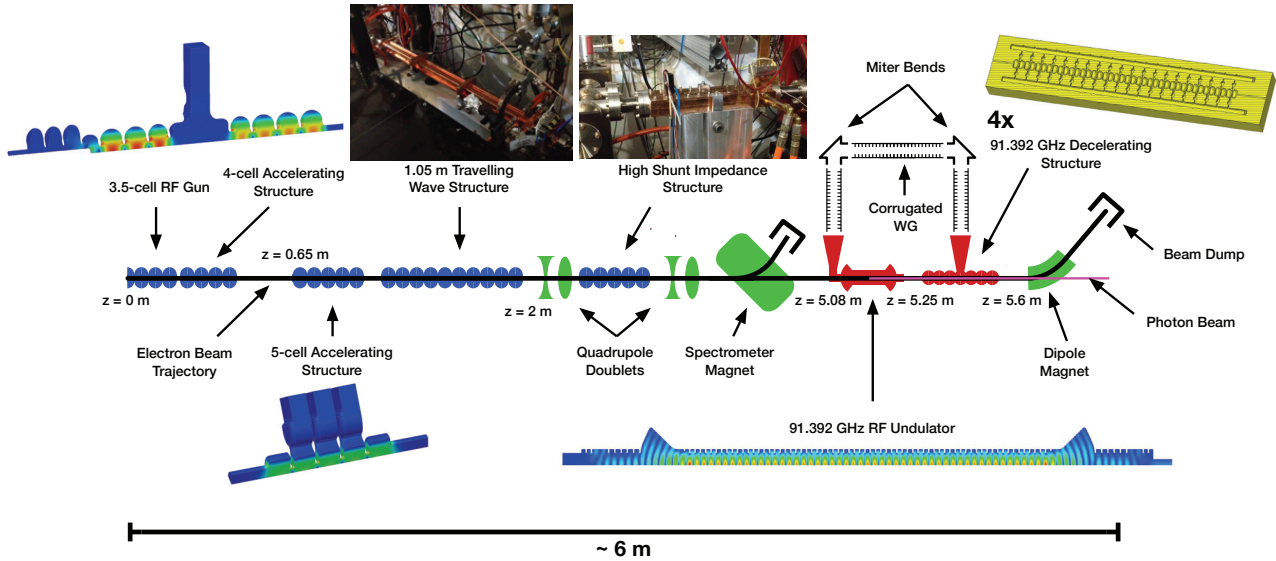 Miter Bends
4x
91.392 GHz Decelerating
Structure
3.5-cell RF Gun
4-cell Accelerating
Structure
1.05 m Travelling
Wave Structure
High Shunt Impedance
Structure
Corrugated
WG
Beam Dump
z = 0.65 m
z = 0 m
z = 2 m
z = 5.08 m
z = 5.25 m
z = 5.6 m
Photon Beam
Electron Beam
Trajectory
5-cell Accelerating
Structure
Quadrupole
Doublets
Spectrometer
Magnet
Dipole
Magnet
91.392 GHz RF Undulator
~ 6 m